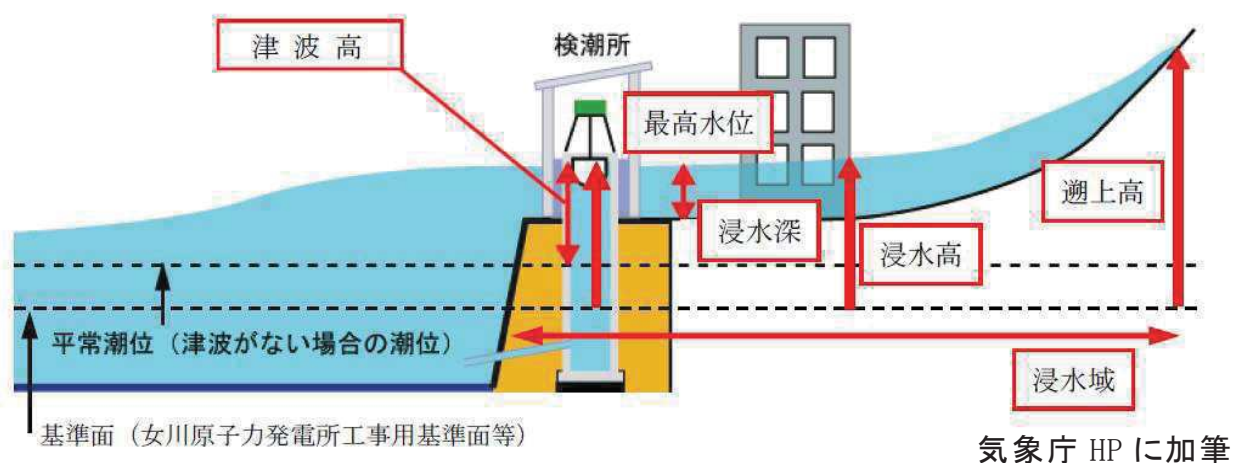 津 波 高
検潮所
最高水位
遡上高
浸水深
浸水高
平常潮位（津波がない場合の潮位）
浸水域
基準面（女川原子力発電所工事用基準面等）
気象庁 HP に加筆